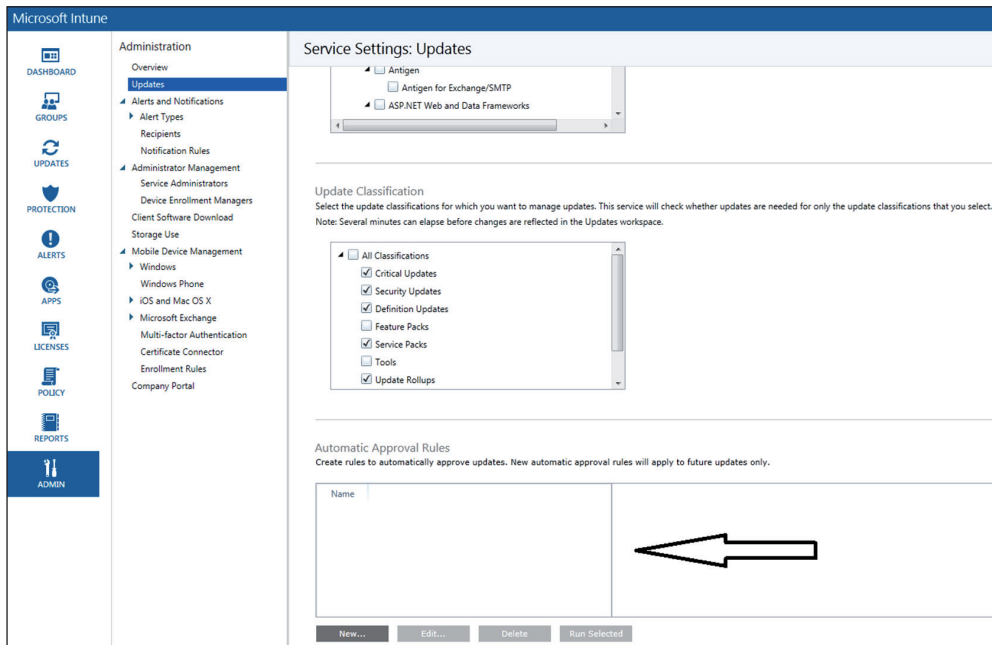 Microsoft Intune
DASHBOARD
GROUPS
UPDATES
PROTECTION
ALERTS
APPS
LICENSES
POLICY
REPORTS
ADMIN
Administration
Overview
Updates
Alerts and Notifications
Alert Types
Recipients
Notification Rules
Administrator Management
Service Administrators
Device Enrollment Managers
Client Software Download
Storage Use
Mobile Device Management
Windows
Windows Phone
iOS and Mac OS X
Microsoft Exchange
Multi-factor Authentication
Certificate Connector
Enrollment Rules
Company Portal
Service Settings: Updates
Antigen
Antigen for Exchange/SMTP
ASP.NET Web and Data Frameworks
Update Classification
Select the update classifications for which you want to manage updates. This service will check whether updates are needed for only the update classifications that you select.
Note: Several minutes can elapse before changes are reflected in the Updates workspace.
All Classifications
Critical Updates
Security Updates
Definition Updates
Feature Packs
Service Packs
Tools
Update Rollups
Automatic Approval Rules
Create rules to automatically approve updates. New automatic approval rules will apply to future updates only.
Name
New... Edit... Delete Run Selected